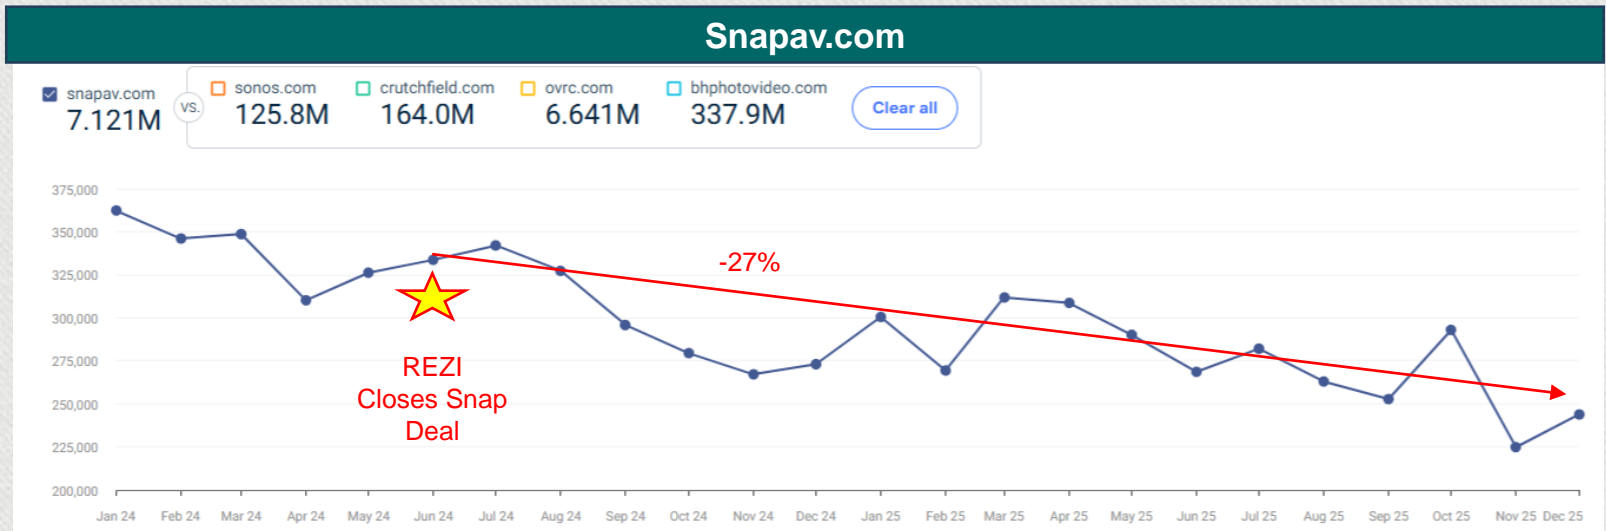 Snapav.com
snapav.com
7.121M
VS.
sonos.com
125.8M
crutchfield.com
164.0M
ovrc.com
6.641M
bhphotovideo.com
337.9M
Clear all
375,000
350,000
325,000
300,000
275,000
250,000
225,000
200,000
-27%
REZI
Closes Snap
Deal
Jan 24 Feb 24 Mar 24 Apr 24 May 24 Jun 24 Jul 24 Aug 24 Sep 24 Oct 24 Nov 24 Dec 24 Jan 25 Feb 25 Mar 25 Apr 25 May 25 Jun 25 Jul 25 Aug 25 Sep 25 Oct 25 Nov 25 Dec 25